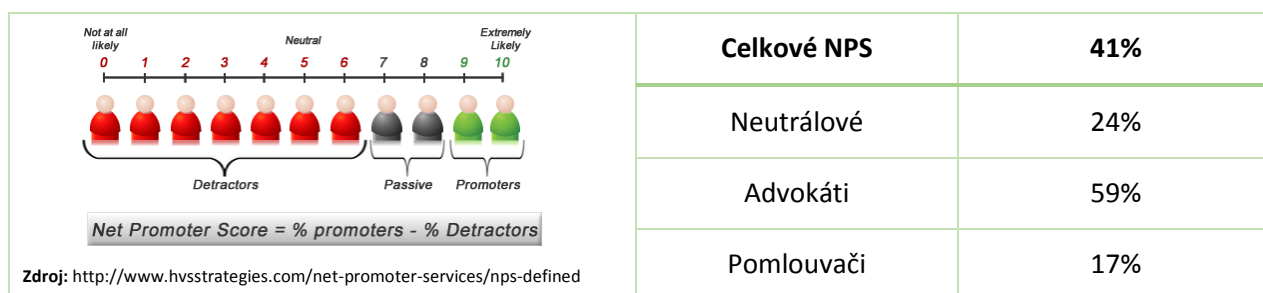 Not at all
likely
Neutral
Extremely
Likely
0 1 2 3 4 5 6 7 8 9 10
Detractors Passive Promoters
Net Promoter Score = % promoters - % Detractors
Zdroj: http://www.hvsstrategies.com/net-promoter-services/nps-defined
Celkové NPS 41%
Neutrálové 24%
Advokáti 59%
Pomlouvači 17%